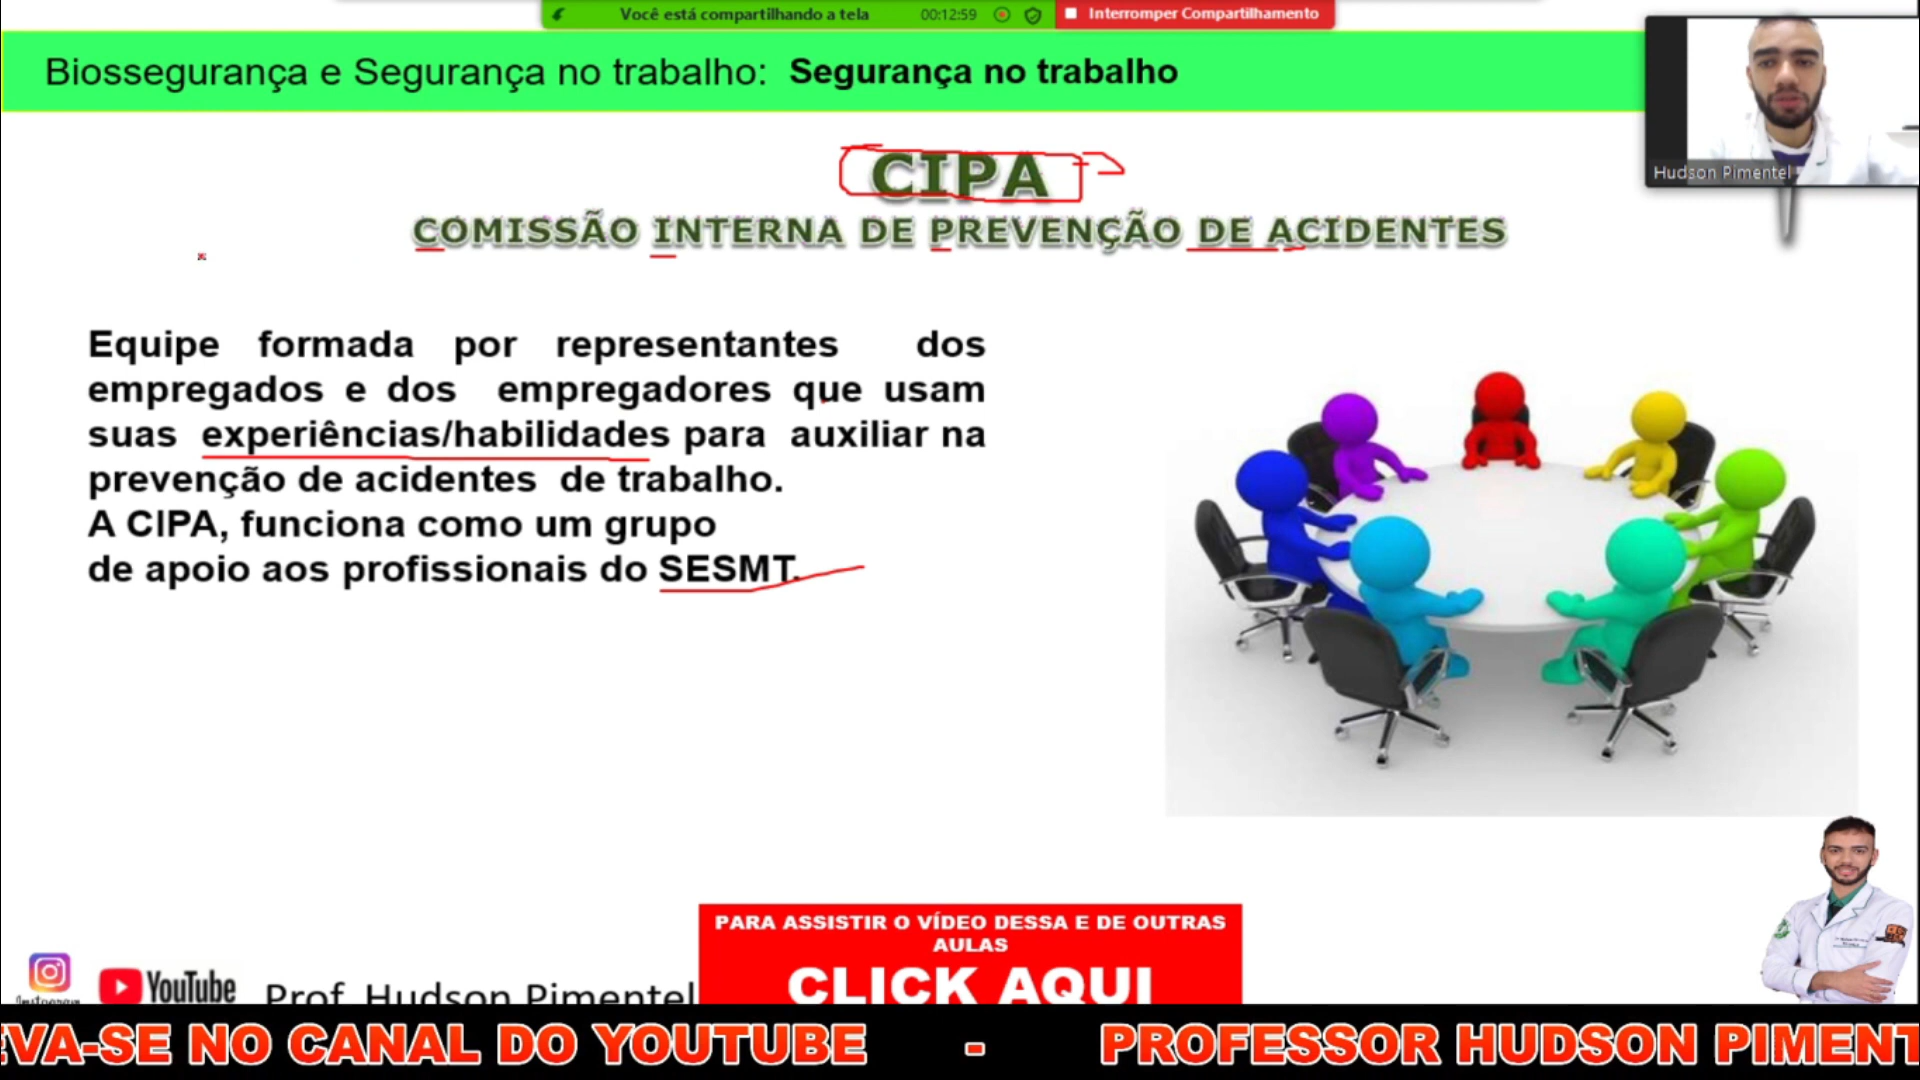 Você está compartilhando a tela 00:12:59 Interromper Compartilhamento
Biossegurança e Segurança no trabalho: Segurança no trabalho
Hudson Pimentel
CIPA
COMISSÃO INTERNA DE PREVENÇÃO DE ACIDENTES
Equipe formada por representantes dos
empregados e dos empregadores que usam
suas experiências/habilidades para auxiliar na
prevenção de acidentes de trabalho.
A CIPA, funciona como um grupo
de apoio aos profissionais do SESMT.
PARA ASSISTIR O VÍDEO DESSA E DE OUTRAS
AULAS
CLICK AQUI
Instagram
YouTube
Prof. Hudson Pimentel
EVA-SE NO CANAL DO YOUTUBE - PROFESSOR HUDSON PIMENT